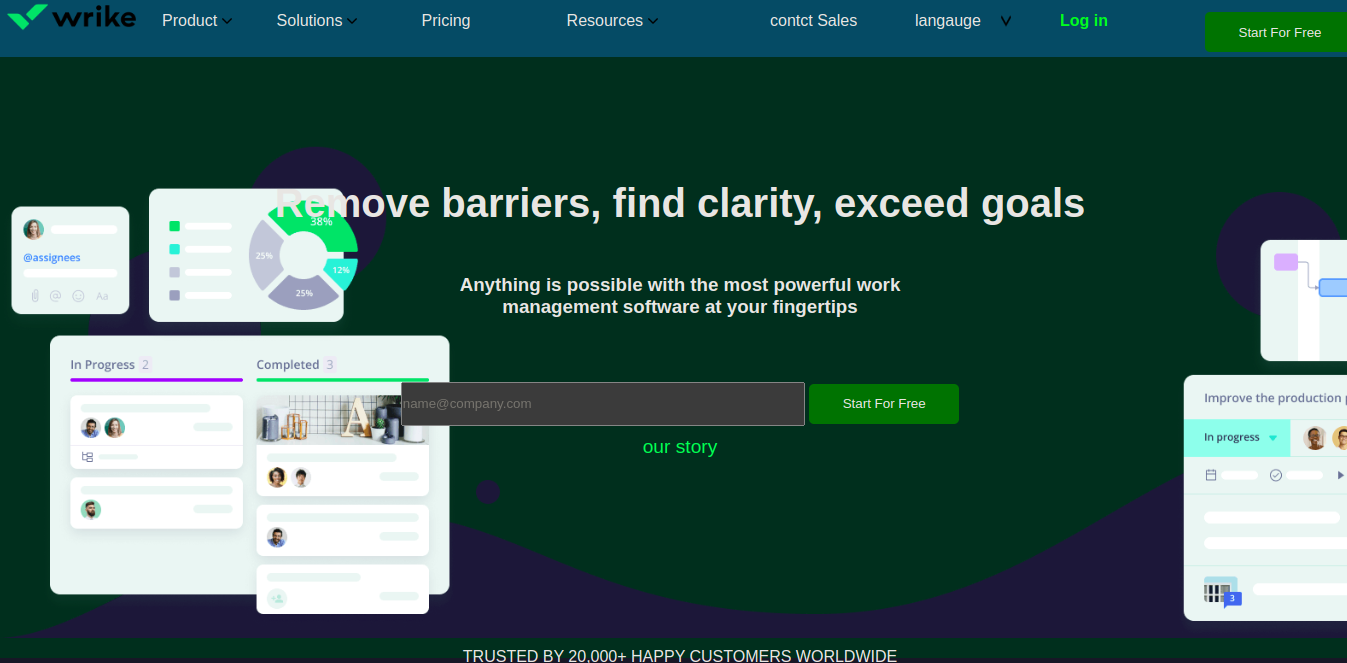 wrike
Product
Solutions
Pricing
Resources
contct Sales
langauge
V
Log in
Start For Free
Remove barriers, find clarity, exceed goals
38%
25%
12%
25%
@assignees
@
Aa
Anything is possible with the most powerful work
management software at your fingertips
In Progress 2
Completed 3
A
name@company.com
Start For Free
our story
Improve the production
In progress
3
TRUSTED BY 20,000+ HAPPY CUSTOMERS WORLDWIDE